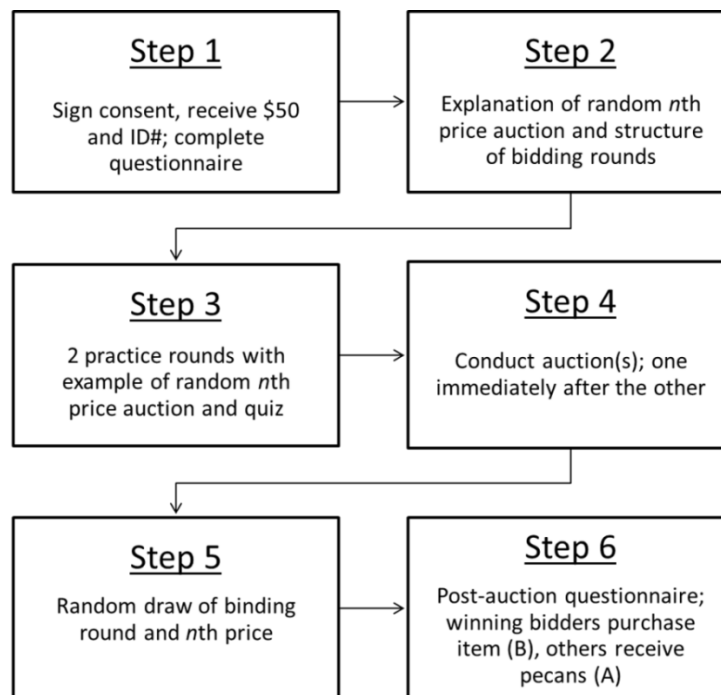 Step 1
Sign consent, receive $50
and ID#; complete
questionnaire
Step 2
Explanation of random nth
price auction and structure
of bidding rounds
Step 3
2 practice rounds with
example of random nth
price auction and quiz
Step 4
Conduct auction(s); one
immediately after the other
Step 5
Random draw of binding
round and nth price
Step 6
Post-auction questionnaire;
winning bidders purchase
item (B), others receive
pecans (A)